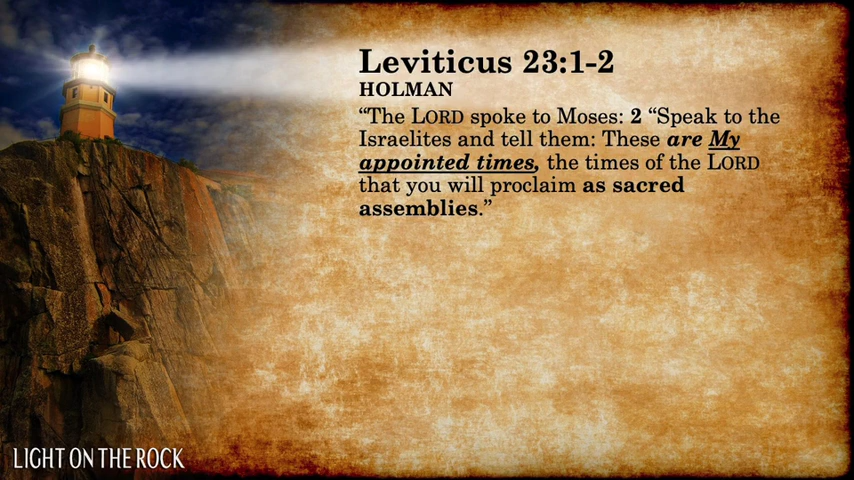 Leviticus 23:1-2
HOLMAN
“The LORD spoke to Moses: 2 “Speak to the
Israelites and tell them: These are My
appointed times, the times of the LORD
that you will proclaim as sacred
assemblies.”
LIGHT ON THE ROCK